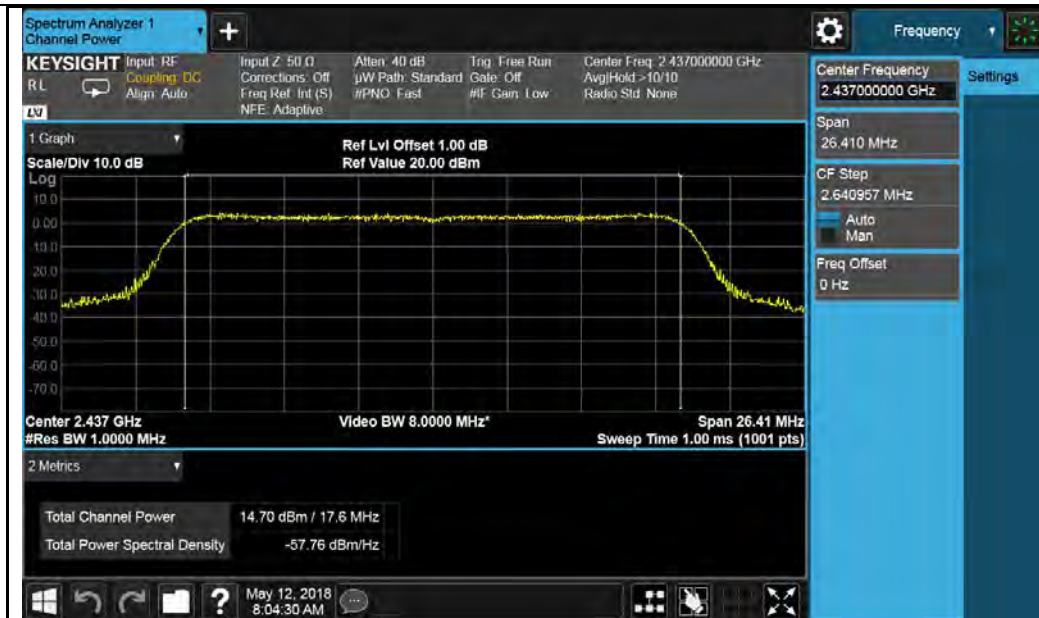 Spectrum Analyzer 1
Channel Power
+
Frequency
KEYSIGHT
RL
LXI
Input: RF
Coupling: DC
Align: Auto
Input Z: 50 Ω
Corrections: Off
Freq Ref: Int (S)
NFE: Adaptive
Atten: 40 dB
µW Path: Standard
#PNO: Fast
Trig: Free Run
Gate: Off
#IF Gain: Low
Center Freq: 2.437000000 GHz
Avg|Hold:>10/10
Radio Std: None
Center Frequency
2.437000000 GHz
Settings
Span
26.410 MHz
CF Step
2.640957 MHz
Auto
Man
Freq Offset
0 Hz
1 Graph
Scale/Div 10.0 dB
Ref Lvl Offset 1.00 dB
Ref Value 20.00 dBm
Log
10.0
0.00
-10.0
-20.0
-30.0
-40.0
-50.0
-60.0
-70.0
Center 2.437 GHz
#Res BW 1.0000 MHz
Video BW 8.0000 MHz*
Span 26.41 MHz
Sweep Time 1.00 ms (1001 pts)
2 Metrics
Total Channel Power 14.70 dBm / 17.6 MHz
Total Power Spectral Density -57.76 dBm/Hz
?
May 12, 2018
8:04:30 AM